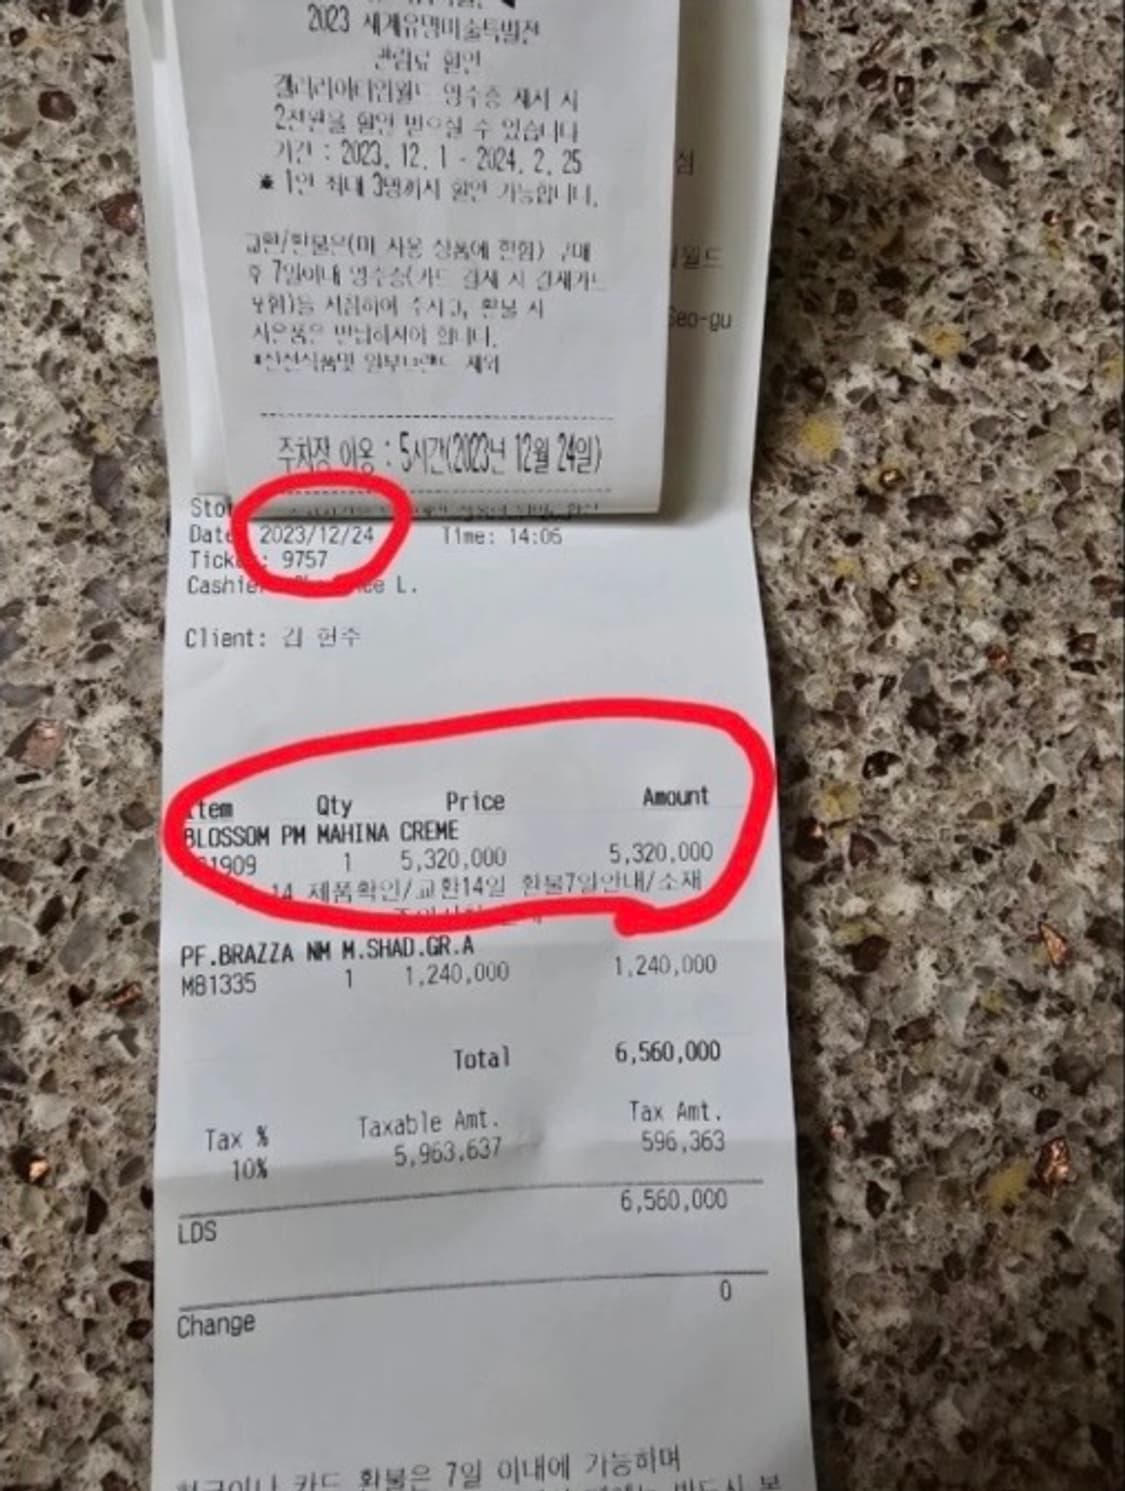 2023 세계유명미술특별전
관람료 할인
갤러리아타임월드 영수증 제시 시
2천원을 할인 받으실 수 있습니다
기간 : 2023. 12. 1 - 2024. 2. 25
* 1인 최대 3명까지 할인 가능합니다.
교환/환불은(미 사용 상품에 한함) 구매
후 7일이내 영수증(카드 결제 시 결제카드
포함)을 지참하여 주시고, 환불 시
사은품은 반납하셔야 합니다.
*신선식품및 일부브랜드 제외
점
월드
Seo-gu
주차장 이용 : 5시간(2023년 12월 24일)
Date 2023/12/24 Time: 14:06
: 9757
L.
Client: 김 현수
Item Qty Price Amount
BLOSSOM PM MAHINA CREME
1909 1 5,320,000 5,320,000
14 제품확인/교환14일 환불7일안내/소재
PF.BRAZZA NM M.SHAD.GR.A
M81335 1 1,240,000 1,240,000
Total 6,560,000
Tax % Taxable Amt. Tax Amt.
10% 5,963,637 596,363
LDS 6,560,000
Change 0
카드 환불은 7일 이내에 가능하며